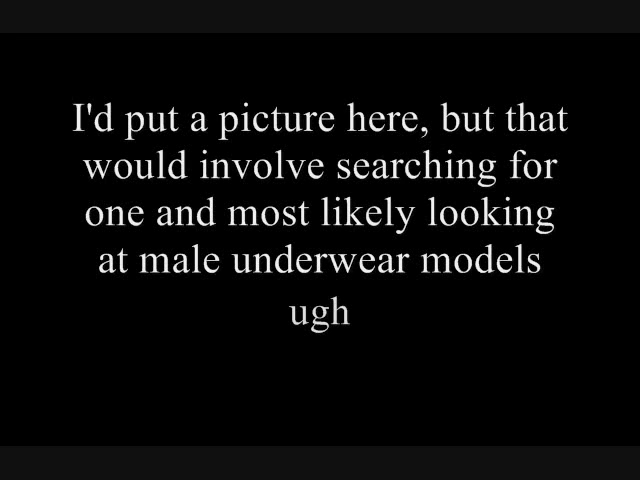 I'd put a picture here, but that
would involve searching for
one and most likely looking
at male underwear models
ugh